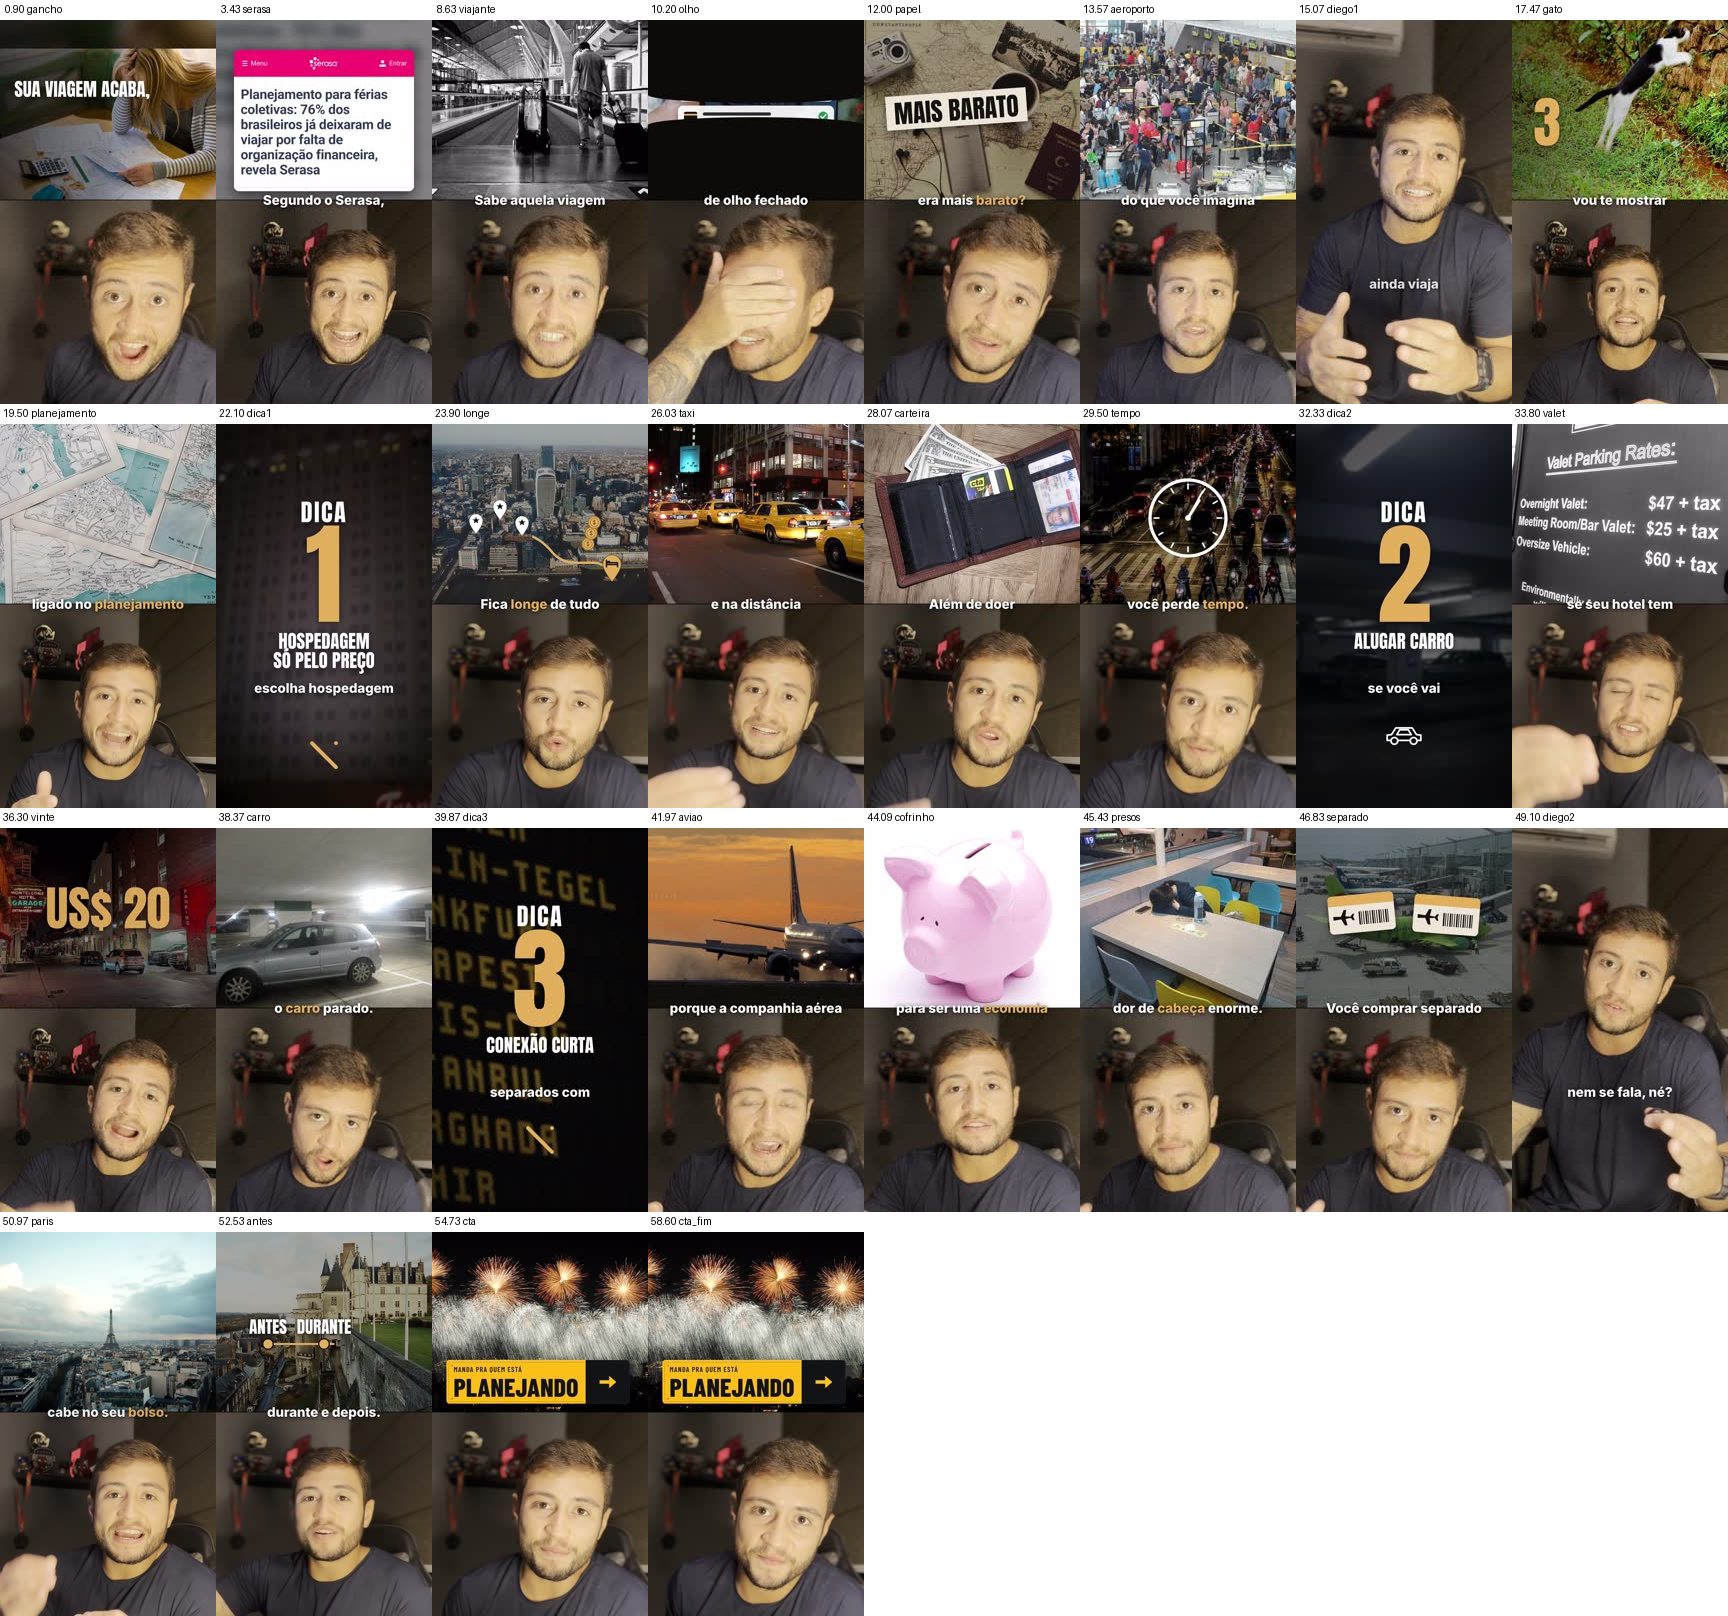 0.90 gancho
3.43 serasa
8.63 viajante
10.20 olho
12.00 papel
13.57 aeroporto
15.07 diego1
17.47 gato
SUA VIAGEM ACABA,
Menu
serasa
Entrar
Planejamento para férias
coletivas: 76% dos
brasileiros já deixaram de
viajar por falta de
organização financeira,
revela Serasa
Segundo o Serasa,
Sabe aquela viagem
de olho fechado
MAIS BARATO
era mais barato?
do que você imagina
ainda viaja
3
vou te mostrar
19.50 planejamento
22.10 dica1
23.90 longe
26.03 taxi
28.07 carteira
29.50 tempo
32.33 dica2
33.80 valet
ligado no planejamento
DICA
1
HOSPEDAGEM
SÓ PELO PREÇO
escolha hospedagem
Fica longe de tudo
e na distância
Além de doer
você perde tempo.
DICA
2
ALUGAR CARRO
se você vai
Valet Parking Rates:
Overnight Valet: $47 + tax
Meeting Room/Bar Valet: $25 + tax
Oversize Vehicle: $60 + tax
Environmentally
se seu hotel tem
36.30 vinte
38.37 carro
39.87 dica3
41.97 aviao
44.09 cofrinho
45.43 presos
46.83 separado
49.10 diego2
GARAGE
US$ 20
o carro parado.
LIN-TEGEL
DICA
3
CONEXÃO CURTA
separados com
porque a companhia aérea
para ser uma economia
19
dor de cabeça enorme.
Você comprar separado
nem se fala, né?
50.97 paris
52.53 antes
54.73 cta
58.60 cta_fim
cabe no seu bolso.
ANTES DURANTE
durante e depois.
MANDA PRA QUEM ESTÁ
PLANEJANDO
MANDA PRA QUEM ESTÁ
PLANEJANDO